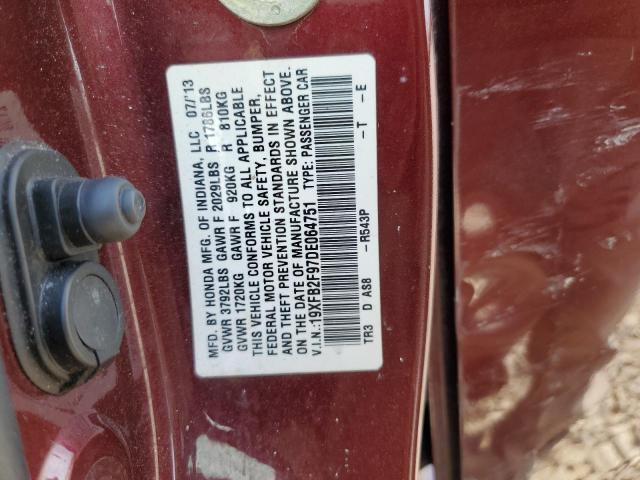 MFD. BY HONDA MFG. OF INDIANA, LLC 07/'13
GVWR 3792LBS GAWR F 2029LBS R 1786LBS
GVWR 1720KG GAWR F 920KG R 810KG
THIS VEHICLE CONFORMS TO ALL APPLICABLE
FEDERAL MOTOR VEHICLE SAFETY, BUMPER,
AND THEFT PREVENTION STANDARDS IN EFFECT
ON THE DATE OF MANUFACTURE SHOWN ABOVE.
V.I.N.:19XFB2F97DE064751 TYPE: PASSENGER CAR
TR3 D AS8 -R543P -T -E